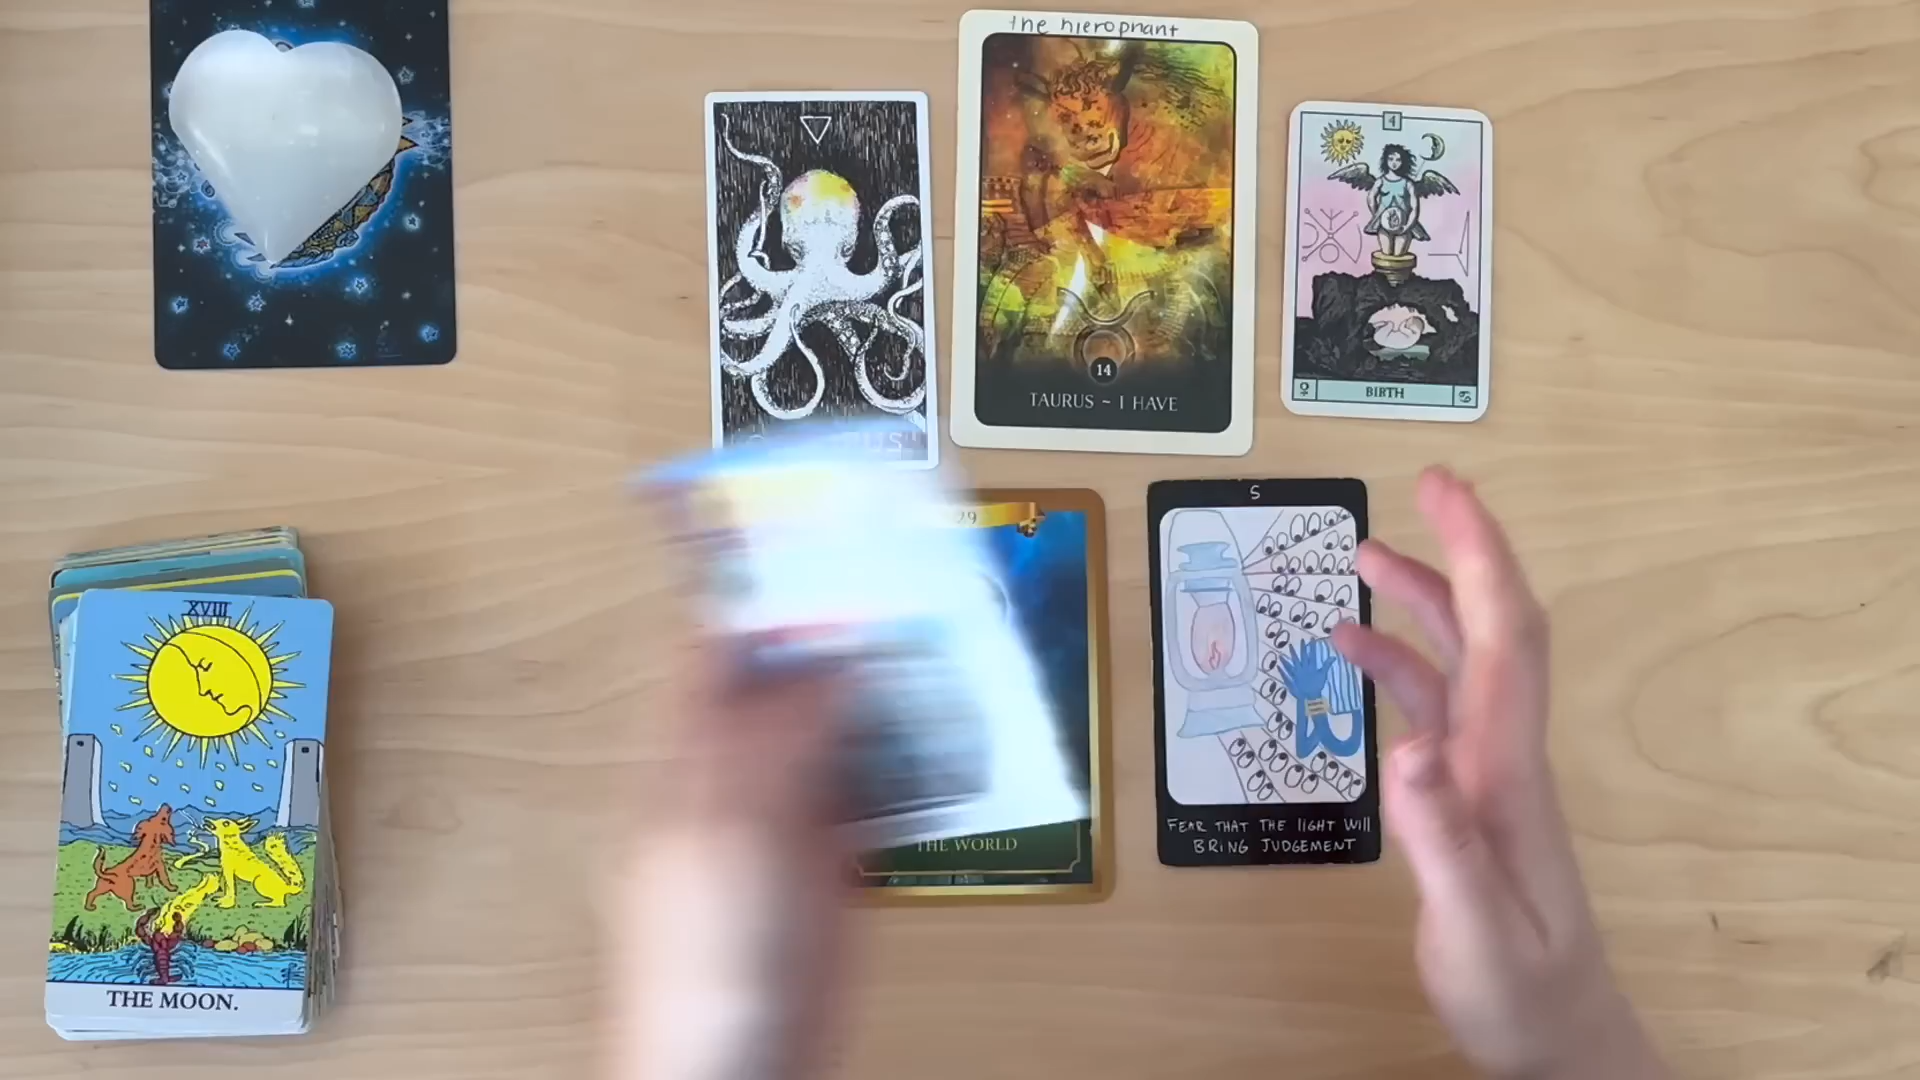 the hierophant
4
14
TAURUS ~ I HAVE
BIRTH
29
S
FEAR THAT THE LIGHT WILL
BRING JUDGEMENT
THE WORLD
XVIII
THE MOON.